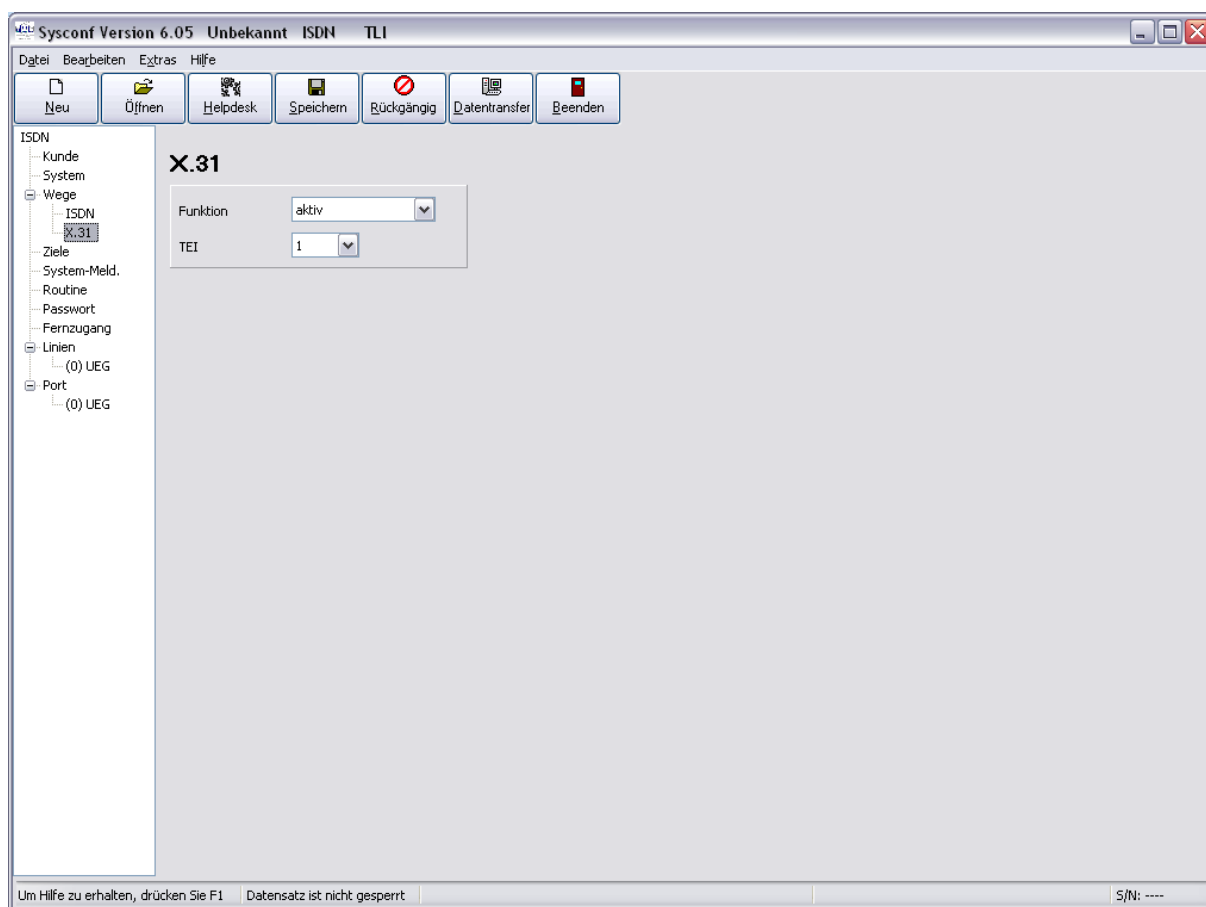 Sysconf Version 6.05 Unbekannt ISDN TLI
Datei Bearbeiten Extras Hilfe
Neu Öffnen Helpdesk Speichern Rückgängig Datentransfer Beenden
ISDN
Kunde
System
Wege
ISDN
X.31
Ziele
System-Meld.
Routine
Passwort
Fernzugang
Linien
(0) UEG
Port
(0) UEG
X.31
Funktion aktiv
TEI 1
Um Hilfe zu erhalten, drücken Sie F1 Datensatz ist nicht gesperrt S/N: ----